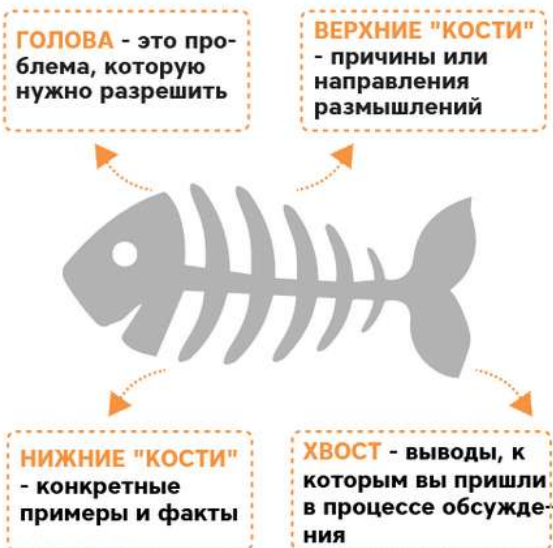 ГОЛОВА - это про-
блема, которую
нужно разрешить
ВЕРХНИЕ "КОСТИ"
- причины или
направления
размышлений
НИЖНИЕ "КОСТИ"
- конкретные
примеры и факты
ХВОСТ - выводы, к
которым вы пришли
в процессе обсужде-
ния